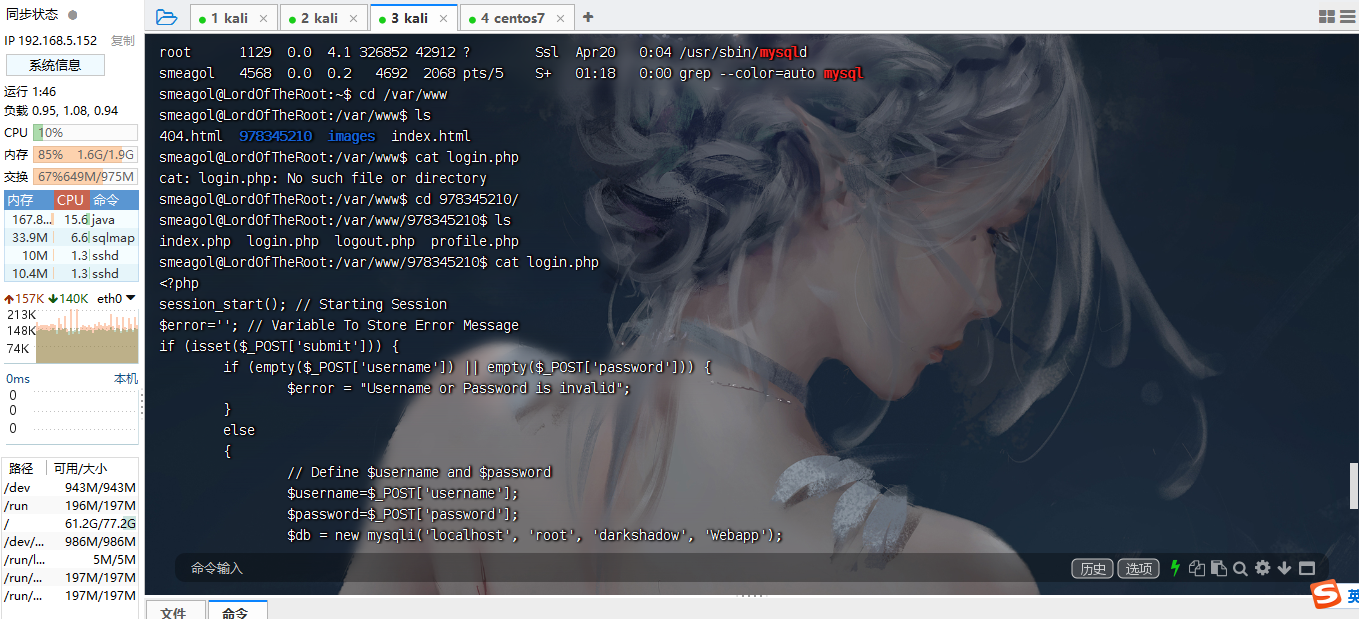 同步状态
IP 192.168.5.152 复制
系统信息
运行 1:46
负载 0.95, 1.08, 0.94
CPU 10%
内存 85% 1.6G/1.9G
交换 67%649M/975M
内存 CPU 命令
167.8... 15.6 java
33.9M 6.6 sqlmap
10M 1.3 sshd
10.4M 1.3 sshd
157K 140K eth0
213K
148K
74K
0ms 本机
0
0
0
路径 可用/大小
/dev 943M/943M
/run 196M/197M
/ 61.2G/77.2G
/dev/... 986M/986M
/run/l... 5M/5M
/run/... 197M/197M
/run/... 197M/197M
1 kali × 2 kali × 3 kali × 4 centos7 × +
root 1129 0.0 4.1 326852 42912 ? Ssl Apr20 0:04 /usr/sbin/mysqld
smeagol 4568 0.0 0.2 4692 2068 pts/5 S+ 01:18 0:00 grep --color=auto mysql
smeagol@LordOfTheRoot:~$ cd /var/www
smeagol@LordOfTheRoot:/var/www$ ls
404.html 978345210 images index.html
smeagol@LordOfTheRoot:/var/www$ cat login.php
cat: login.php: No such file or directory
smeagol@LordOfTheRoot:/var/www$ cd 978345210/
smeagol@LordOfTheRoot:/var/www/978345210$ ls
index.php login.php logout.php profile.php
smeagol@LordOfTheRoot:/var/www/978345210$ cat login.php
<?php
session_start(); // Starting Session
$error=''; // Variable To Store Error Message
if (isset($_POST['submit'])) {
if (empty($_POST['username']) || empty($_POST['password'])) {
$error = "Username or Password is invalid";
}
else
{
// Define $username and $password
$username=$_POST['username'];
$password=$_POST['password'];
$db = new mysqli('localhost', 'root', 'darkshadow', 'Webapp');
命令输入 历史 选项
文件 命令
S 英